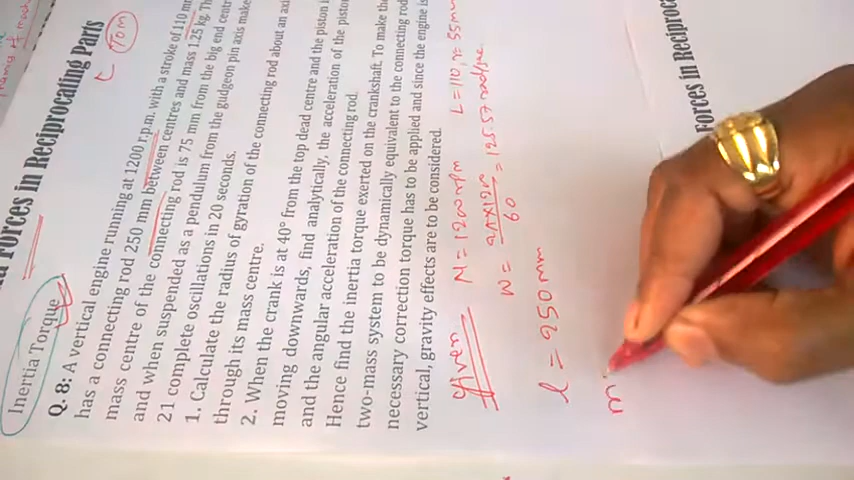 Forces in Reciprocating Parts
Tom
Inertia Torque
Q. 8: A vertical engine running at 1200 r.p.m. with a stroke of 110 mm
has a connecting rod 250 mm between centres and mass 1.25 kg. Th
mass centre of the connecting rod is 75 mm from the big end centr
and when suspended as a pendulum from the gudgeon pin axis make
21 complete oscillations in 20 seconds.
1. Calculate the radius of gyration of the connecting rod about an axi
through its mass centre.
2. When the crank is at 40° from the top dead centre and the piston i
moving downwards, find analytically, the acceleration of the piston
and the angular acceleration of the connecting rod.
Hence find the inertia torque exerted on the crankshaft. To make the
two-mass system to be dynamically equivalent to the connecting rod
necessary correction torque has to be applied and since the engine is
vertical, gravity effects are to be considered.
Given N = 1200 rpm L = 110, r = 55mm
= 125.57 rad/sec
60
l = 250mm
m
Forces in Reciproca